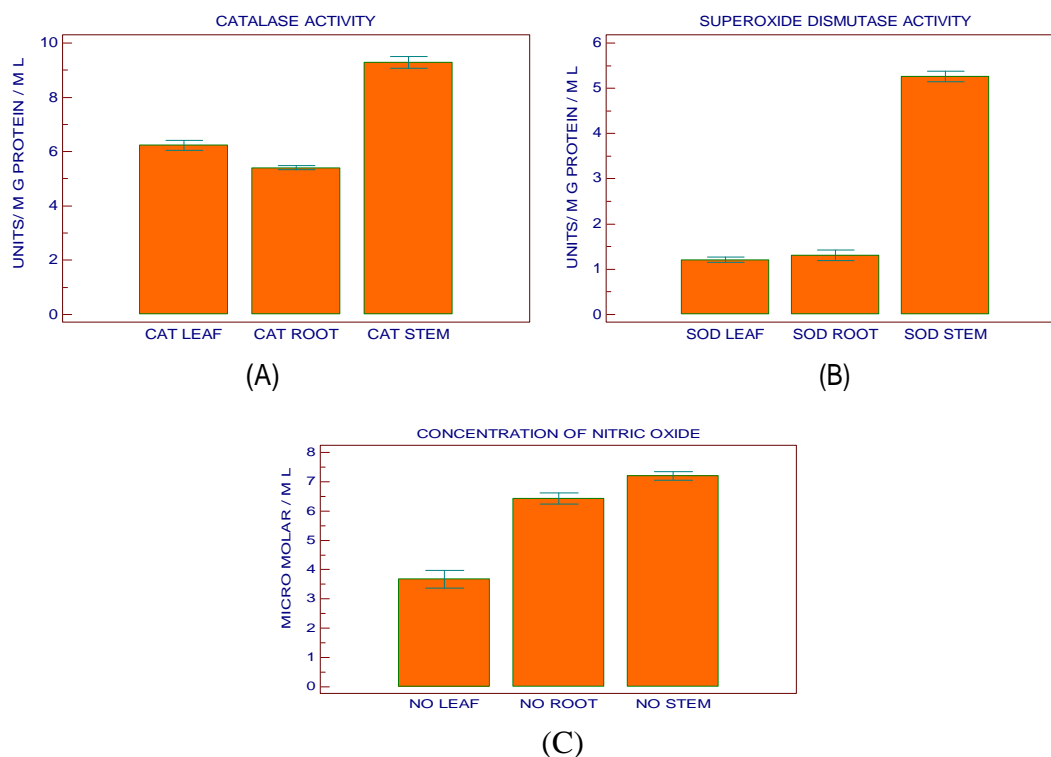 CATALASE ACTIVITY
UNITS/ M G PROTEIN / M L
10
8
6
4
2
0
CAT LEAF CAT ROOT CAT STEM
(A)
SUPEROXIDE DISMUTASE ACTIVITY
UNITS/ M G PROTEIN / M L
6
5
4
3
2
1
0
SOD LEAF SOD ROOT SOD STEM
(B)
CONCENTRATION OF NITRIC OXIDE
MICRO MOLAR / M L
8
7
6
5
4
3
2
1
0
NO LEAF NO ROOT NO STEM
(C)